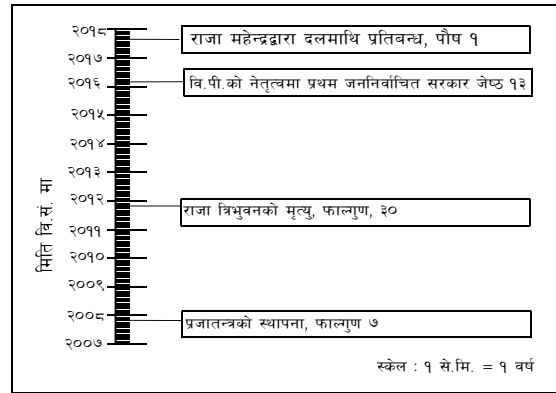 २०१८
राजा महेन्द्रद्वारा दलमाथि प्रतिबन्ध, पौष १
२०१७
२०१६
वि.पी.को नेतृत्वमा प्रथम जननिर्वाचित सरकार जेष्ठ १३
२०१५
२०१४
२०१३
२०१२
राजा त्रिभुवनको मृत्यु, फाल्गुण, ३०
२०११
२०१०
२००९
२००८
प्रजातन्त्रको स्थापना, फाल्गुण ७
२००७
मिति वि.सं. मा
स्केल : १ से.मि. = १ वर्ष